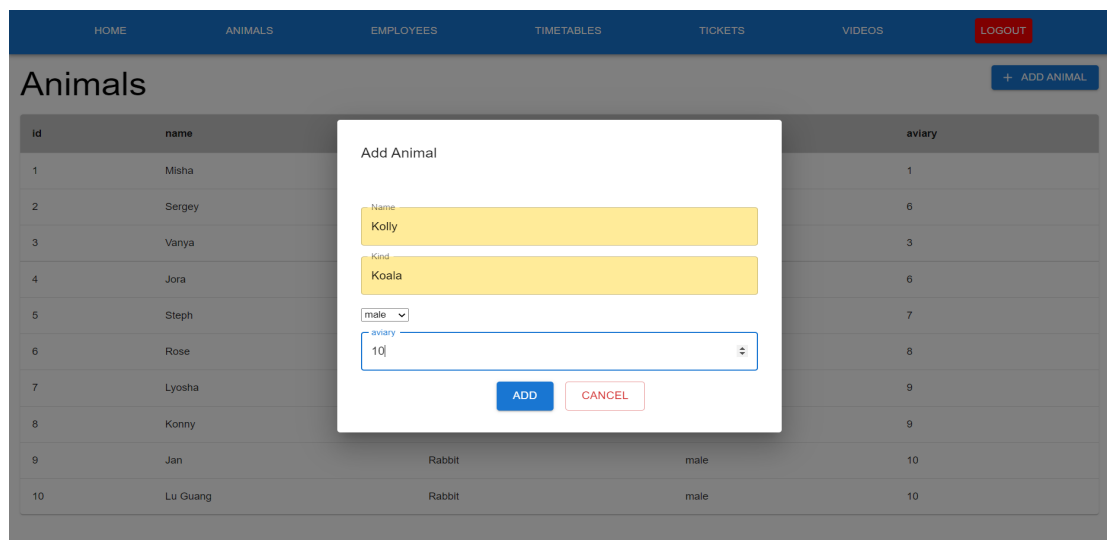 HOME ANIMALS EMPLOYEES TIMETABLES TICKETS VIDEOS LOGOUT
Animals
+ ADD ANIMAL
id name aviary
1 Misha 1
2 Sergey 6
3 Vanya 3
4 Jora 6
5 Steph 7
6 Rose 8
7 Lyosha 9
8 Konny 9
9 Jan Rabbit male 10
10 Lu Guang Rabbit male 10
Add Animal
Name
Kolly
Kind
Koala
male
aviary
10
ADD CANCEL